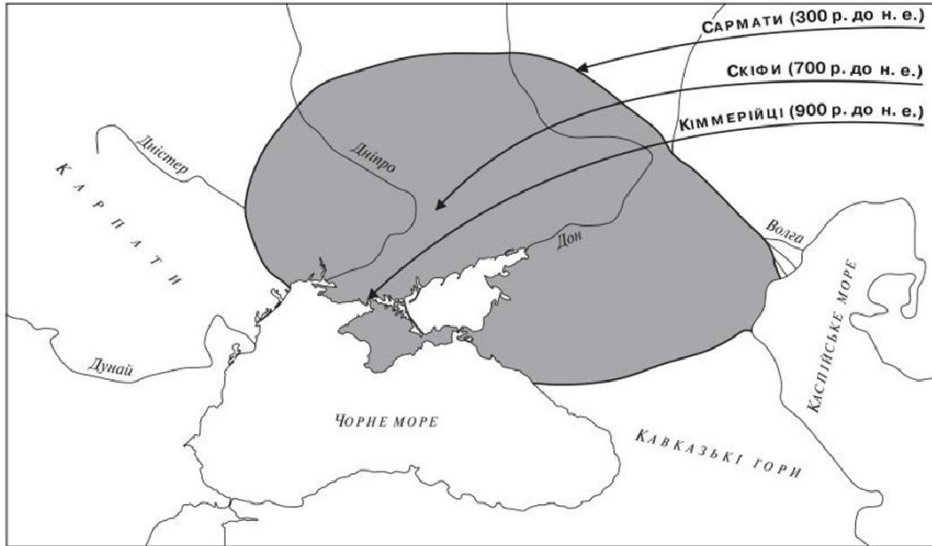 САРМАТИ (300 р. до н. е.)
СКІФИ (700 р. до н. е.)
КІММЕРІЙЦІ (900 р. до н. е.)
Дністер
Дніпро
КАРПАТИ
Дон
Волга
КАСПІЙСЬКЕ МОРЕ
Дунай
ЧОРНЕ МОРЕ
КАВКАЗЬКІ ГОРИ